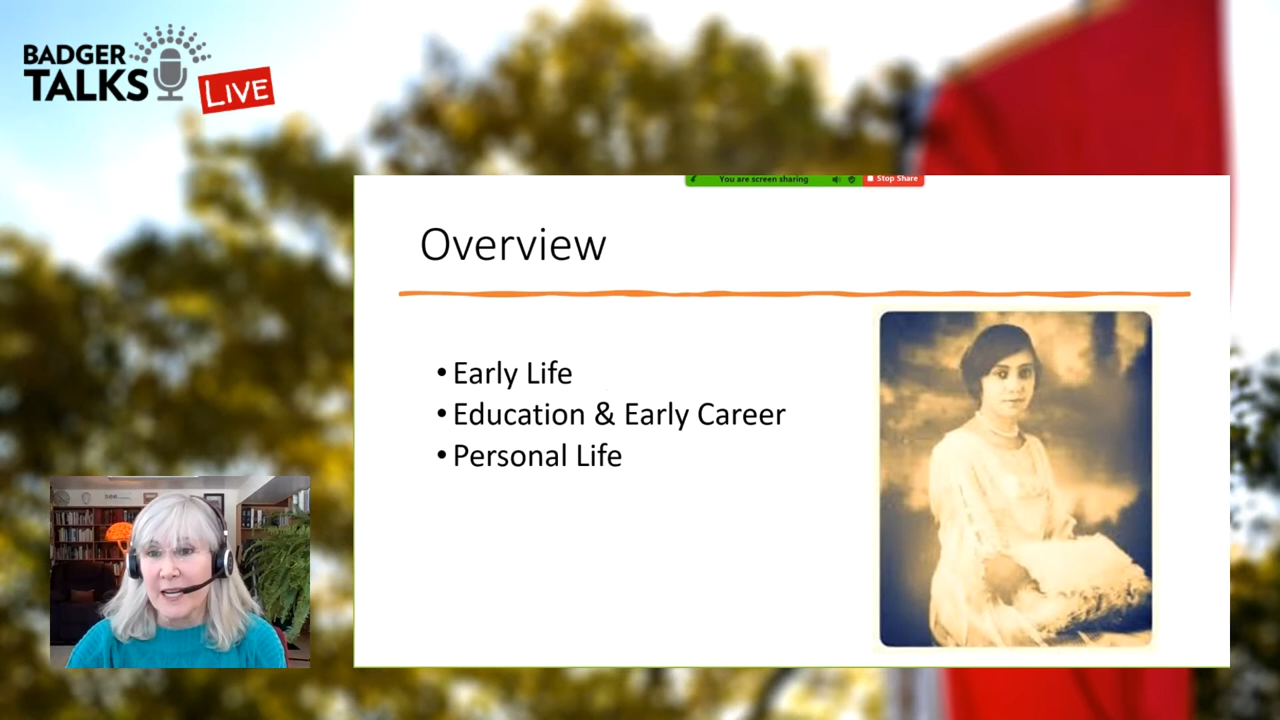 BADGER
TALKS
LIVE
You are screen sharing
Stop Share
Overview
• Early Life
• Education & Early Career
• Personal Life